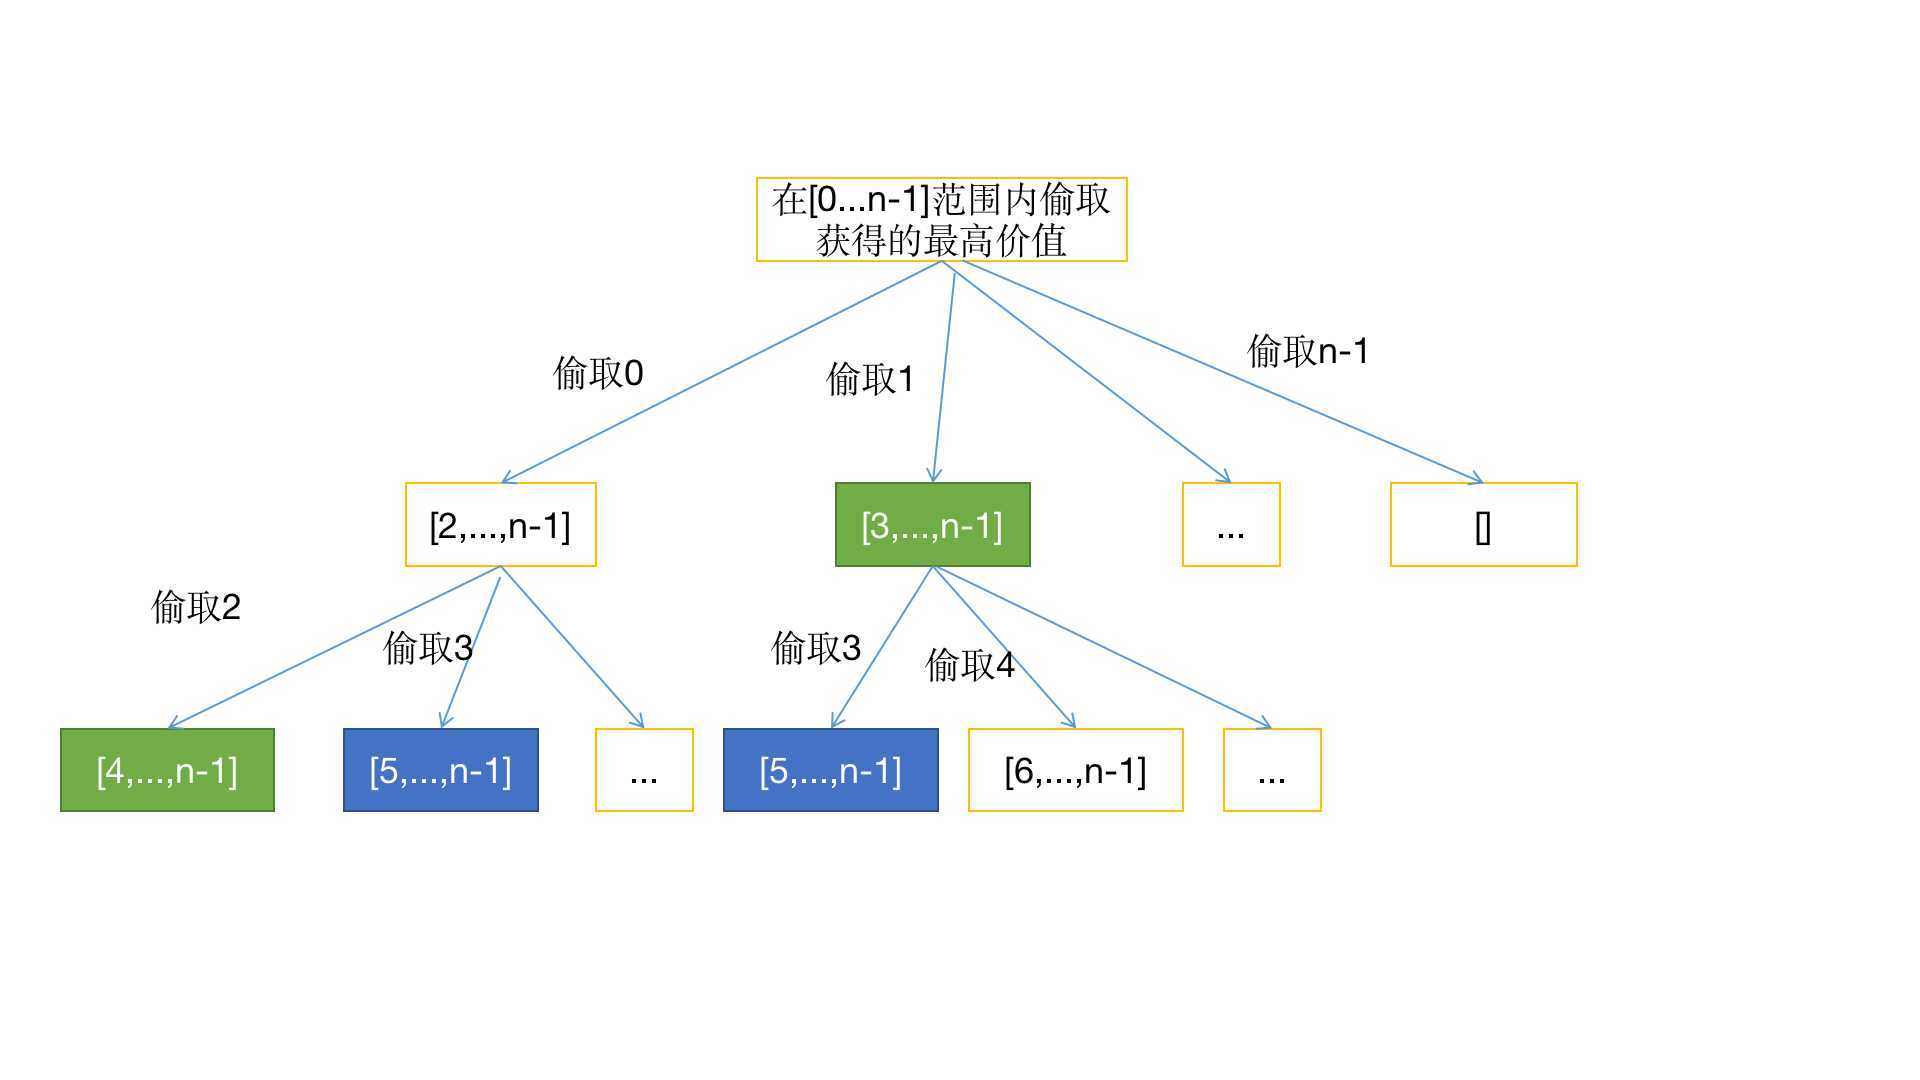 在[0...n-1]范围内偷取
获得的最高价值
偷取0
偷取1
偷取n-1
[2,...,n-1]
[3,...,n-1]
...
[]
偷取2
偷取3
偷取3
偷取4
[4,...,n-1]
[5,...,n-1]
...
[5,...,n-1]
[6,...,n-1]
...